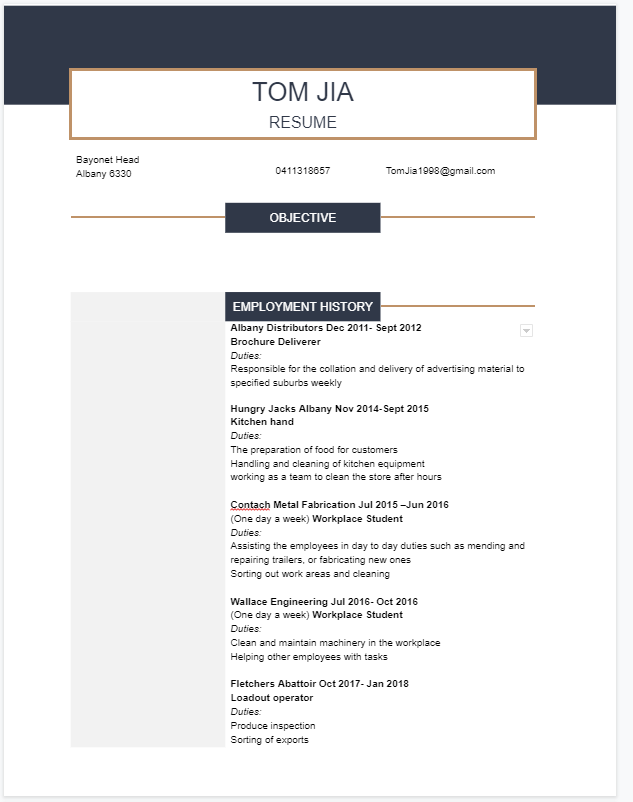 TOM JIA
RESUME
Bayonet Head
Albany 6330
0411318657
TomJia1998@gmail.com
OBJECTIVE
EMPLOYMENT HISTORY
Albany Distributors Dec 2011- Sept 2012
Brochure Deliverer
Duties:
Responsible for the collation and delivery of advertising material to
specified suburbs weekly
Hungry Jacks Albany Nov 2014-Sept 2015
Kitchen hand
Duties:
The preparation of food for customers
Handling and cleaning of kitchen equipment
working as a team to clean the store after hours
Contach Metal Fabrication Jul 2015 –Jun 2016
(One day a week) Workplace Student
Duties:
Assisting the employees in day to day duties such as mending and
repairing trailers, or fabricating new ones
Sorting out work areas and cleaning
Wallace Engineering Jul 2016- Oct 2016
(One day a week) Workplace Student
Duties:
Clean and maintain machinery in the workplace
Helping other employees with tasks
Fletchers Abattoir Oct 2017- Jan 2018
Loadout operator
Duties:
Produce inspection
Sorting of exports